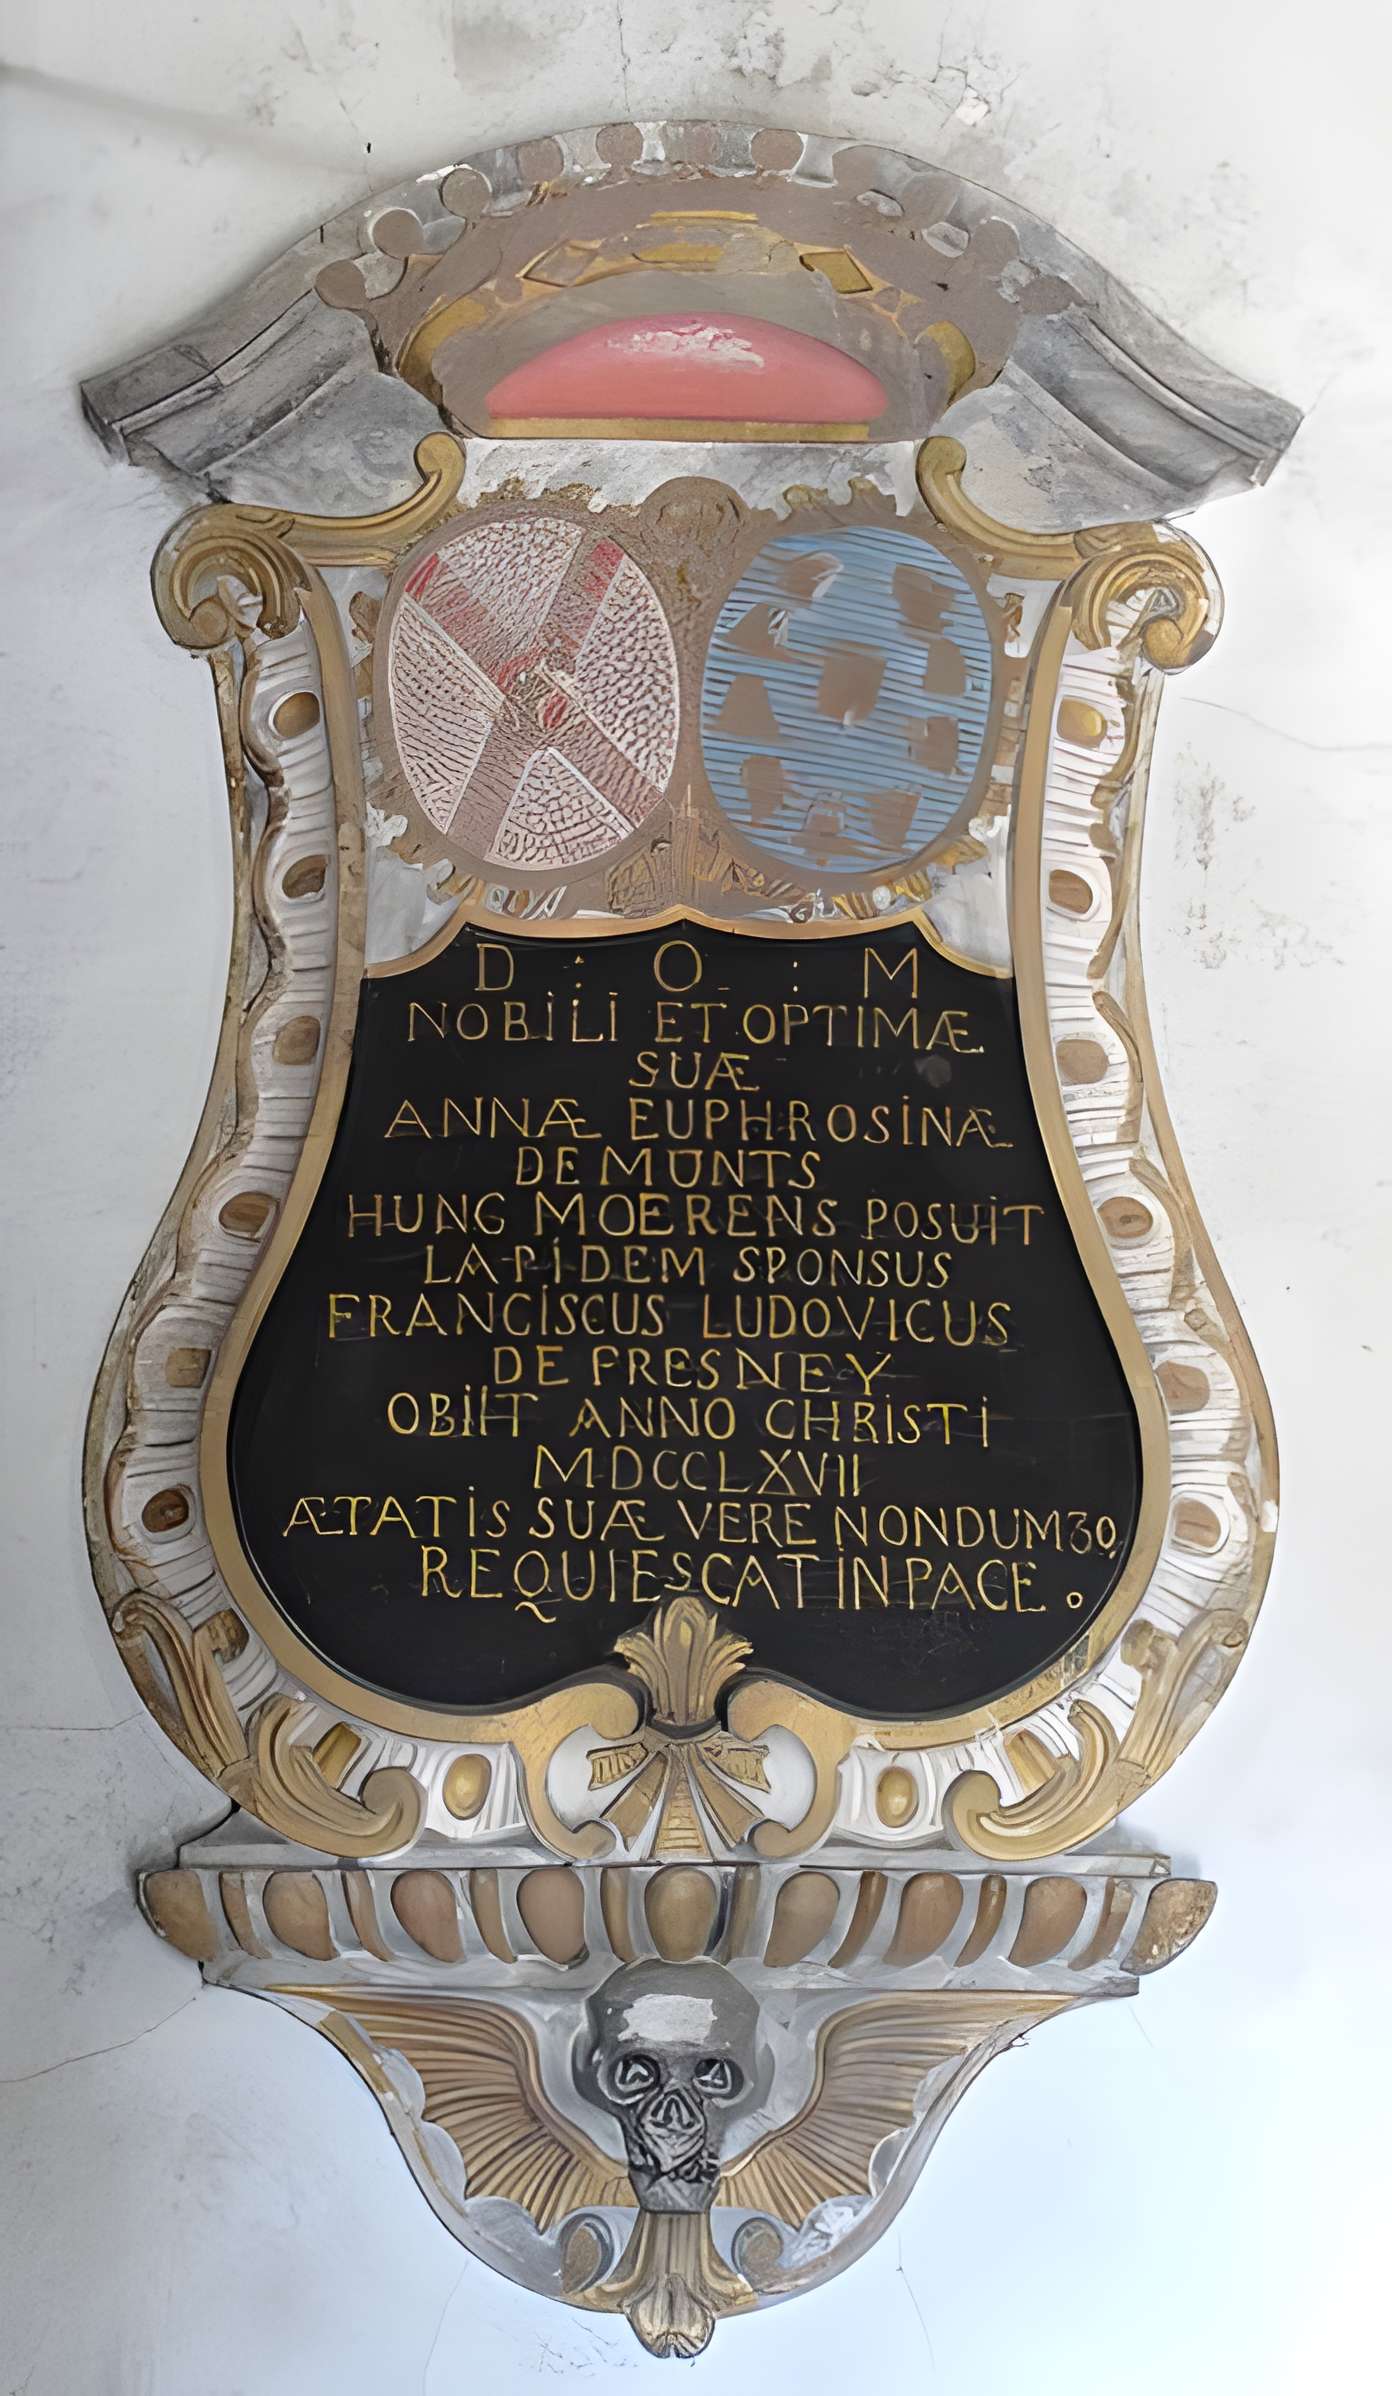 D : O : M
NOBILI ET OPTIMÆ
SUÆ
ANNÆ EUPHROSINÆ
DE MUNTS
HUNG MOERENS POSUIT
LAPIDEM SPONSUS
FRANCISCUS LUDOVICUS
DE FRESNEY
OBIIT ANNO CHRISTI
MDCCLXVII
ÆTATIS SUÆ VERE NONDUM 30,
REQUIESCAT IN PACE.